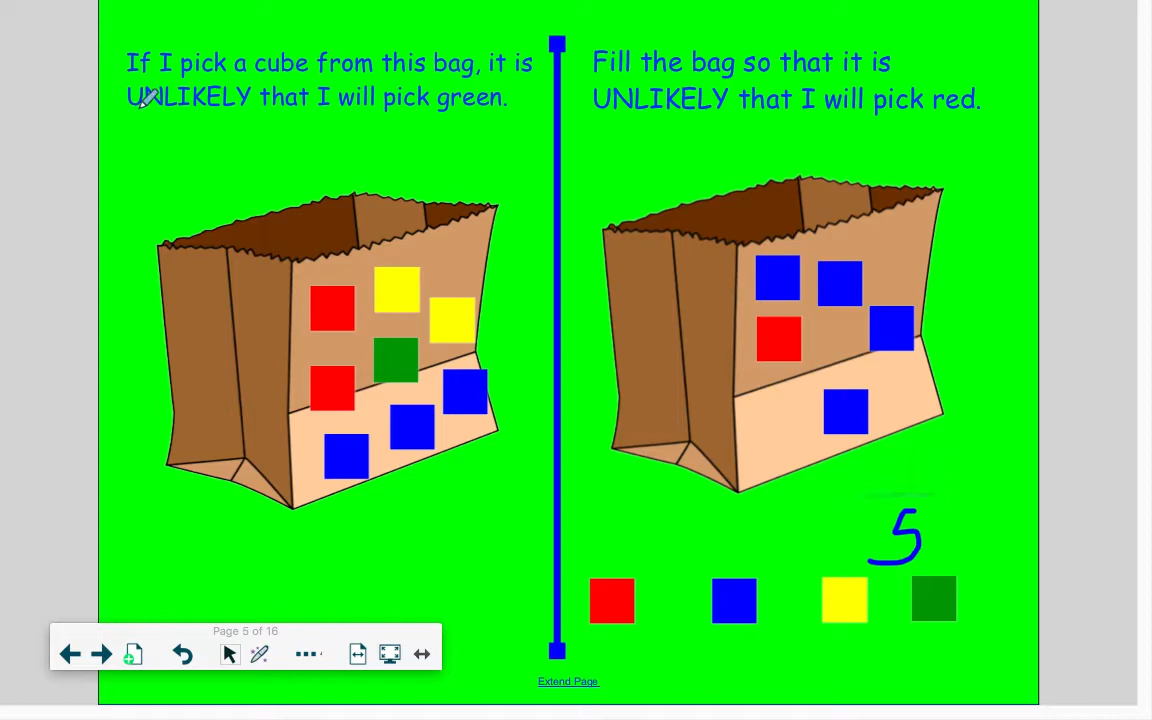 If I pick a cube from this bag, it is
UNLIKELY that I will pick green.
Fill the bag so that it is
UNLIKELY that I will pick red.
5
Page 5 of 16
Extend Page